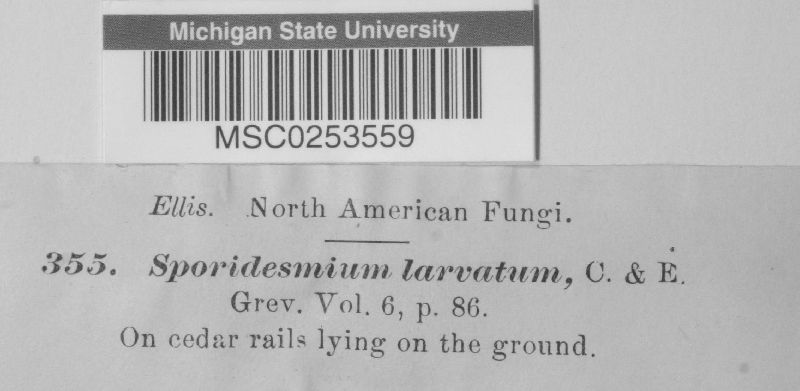 Michigan State University
MSC0253559
Ellis. North American Fungi.
355. Sporidesmium larvatum, C. & E.
Grev. Vol. 6, p. 86.
On cedar rails lying on the ground.